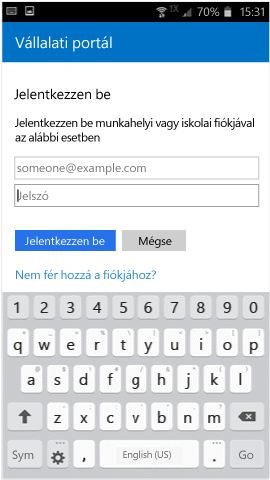 1X 70% 15:31
Vállalati portál
Jelentkezzen be
Jelentkezzen be munkahelyi vagy iskolai fiókjával
az alábbi esetben
someone@example.com
Jelszó
Jelentkezzen be Mégse
Nem fér hozzá a fiókjához?
1 2 3 4 5 6 7 8 9 0
q w e r t y u i o p
a s d f g h j k l
z x c v b n m
Sym , English (US) . Go